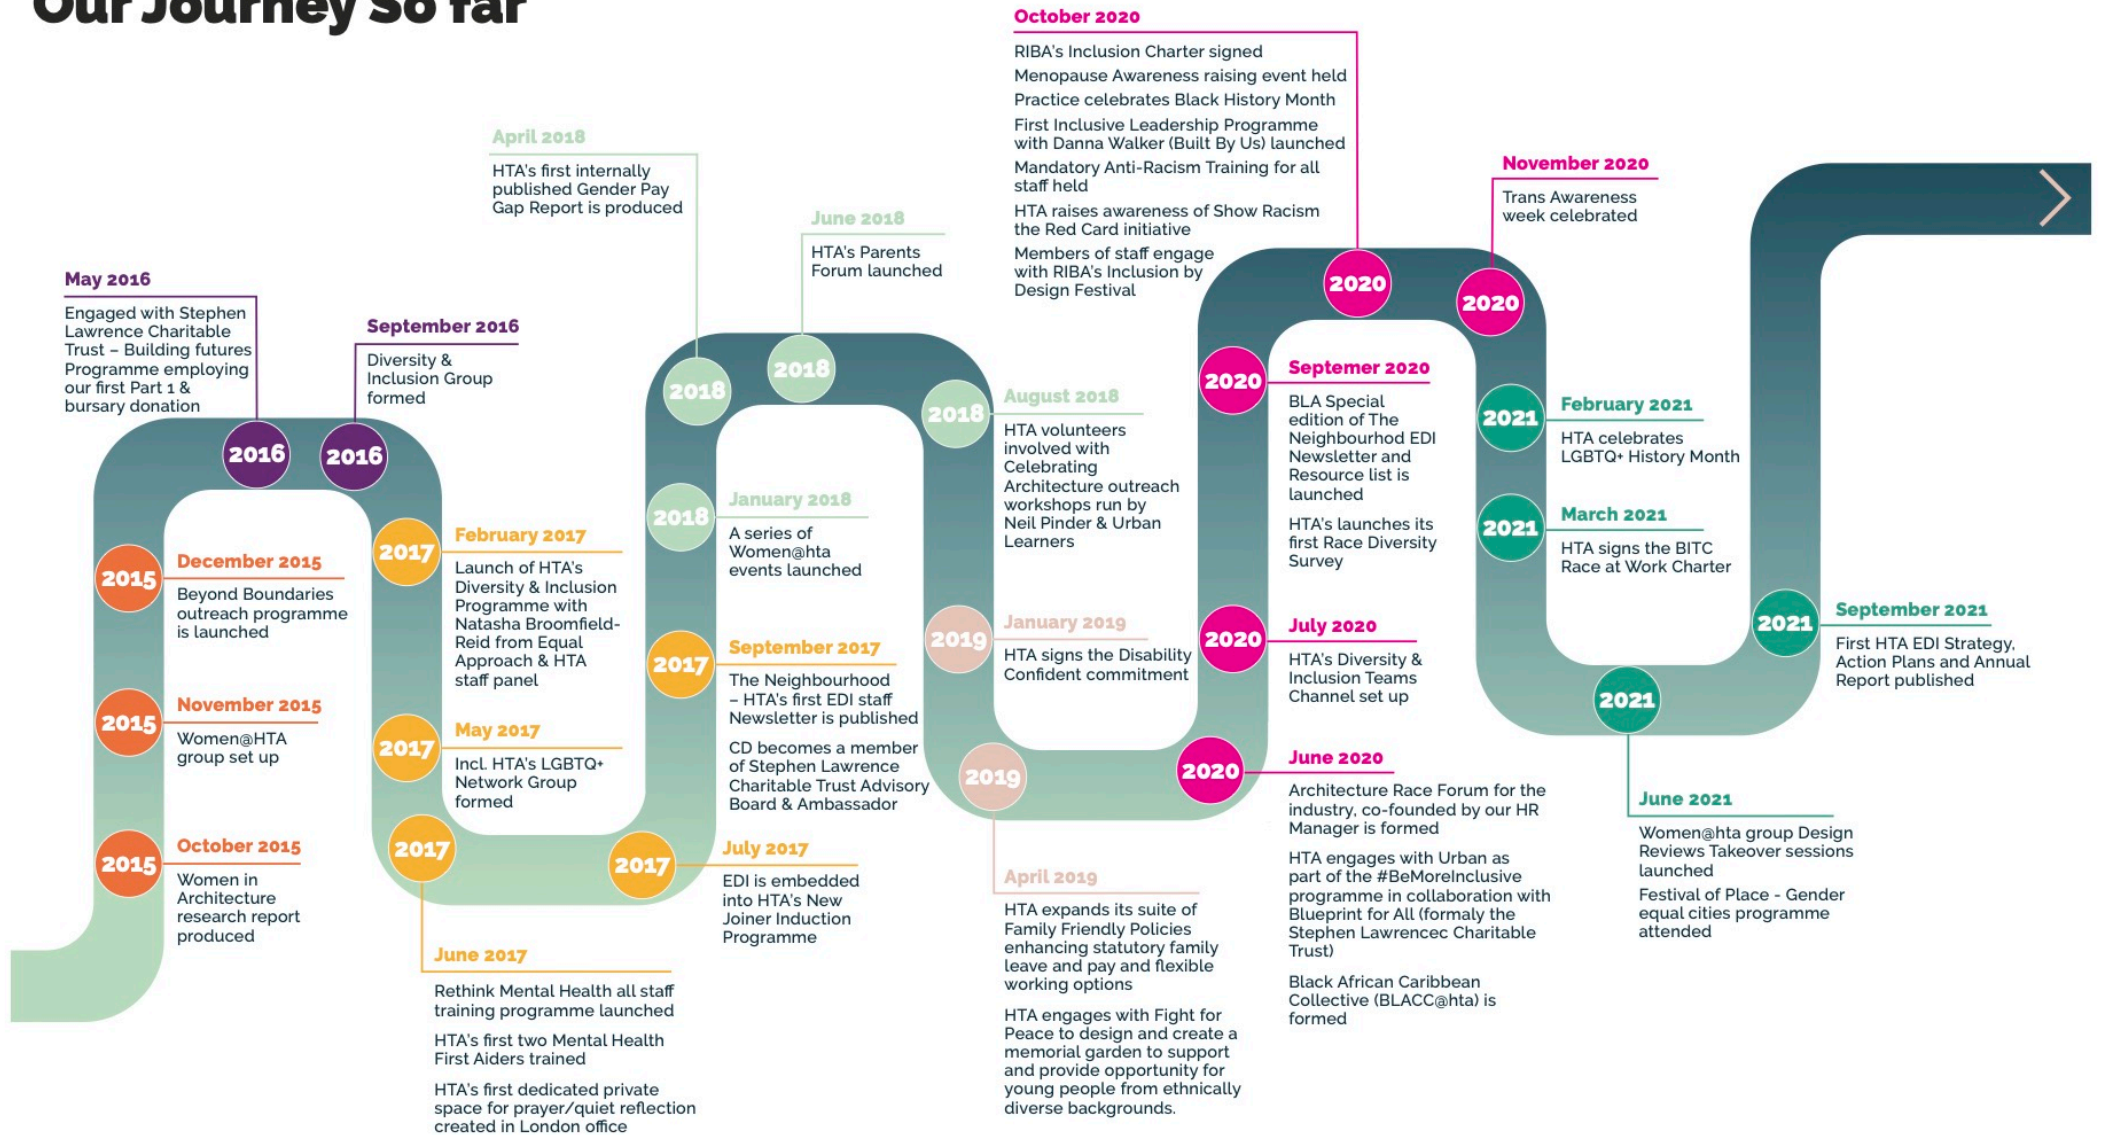 Our Journey So far
2015
October 2015
Women in
Architecture
research report
produced
2015
November 2015
Women@HTA
group set up
2015
December 2015
Beyond Boundaries
outreach programme
is launched
May 2016
Engaged with Stephen
Lawrence Charitable
Trust – Building futures
Programme employing
our first Part 1 &
bursary donation
2016
September 2016
Diversity &
Inclusion Group
formed
2016
2017
February 2017
Launch of HTA's
Diversity & Inclusion
Programme with
Natasha Broomfield-
Reid from Equal
Approach & HTA
staff panel
2017
May 2017
Incl. HTA's LGBTQ+
Network Group
formed
2017
June 2017
Rethink Mental Health all staff
training programme launched
HTA's first two Mental Health
First Aiders trained
HTA's first dedicated private
space for prayer/quiet reflection
created in London office
2017
July 2017
EDI is embedded
into HTA's New
Joiner Induction
Programme
2017
September 2017
The Neighbourhood
– HTA's first EDI staff
Newsletter is published
CD becomes a member
of Stephen Lawrence
Charitable Trust Advisory
Board & Ambassador
2018
January 2018
A series of
Women@hta
events launched
April 2018
HTA's first internally
published Gender Pay
Gap Report is produced
2018
June 2018
HTA's Parents
Forum launched
2018
2018
August 2018
HTA volunteers
involved with
Celebrating
Architecture outreach
workshops run by
Neil Pinder & Urban
Learners
2019
January 2019
HTA signs the Disability
Confident commitment
2019
April 2019
HTA expands its suite of
Family Friendly Policies
enhancing statutory family
leave and pay and flexible
working options
HTA engages with Fight for
Peace to design and create a
memorial garden to support
and provide opportunity for
young people from ethnically
diverse backgrounds.
2020
June 2020
Architecture Race Forum for the
industry, co-founded by our HR
Manager is formed
HTA engages with Urban as
part of the #BeMoreInclusive
programme in collaboration with
Blueprint for All (formaly the
Stephen Lawrencec Charitable
Trust)
Black African Caribbean
Collective (BLACC@hta) is
formed
2020
July 2020
HTA's Diversity &
Inclusion Teams
Channel set up
2020
Septemer 2020
BLA Special
edition of The
Neighbourhod EDI
Newsletter and
Resource list is
launched
HTA's launches its
first Race Diversity
Survey
October 2020
RIBA's Inclusion Charter signed
Menopause Awareness raising event held
Practice celebrates Black History Month
First Inclusive Leadership Programme
with Danna Walker (Built By Us) launched
Mandatory Anti-Racism Training for all
staff held
HTA raises awareness of Show Racism
the Red Card initiative
Members of staff engage
with RIBA's Inclusion by
Design Festival
2020
November 2020
Trans Awareness
week celebrated
2020
2021
February 2021
HTA celebrates
LGBTQ+ History Month
2021
March 2021
HTA signs the BITC
Race at Work Charter
2021
June 2021
Women@hta group Design
Reviews Takeover sessions
launched
Festival of Place - Gender
equal cities programme
attended
2021
September 2021
First HTA EDI Strategy,
Action Plans and Annual
Report published